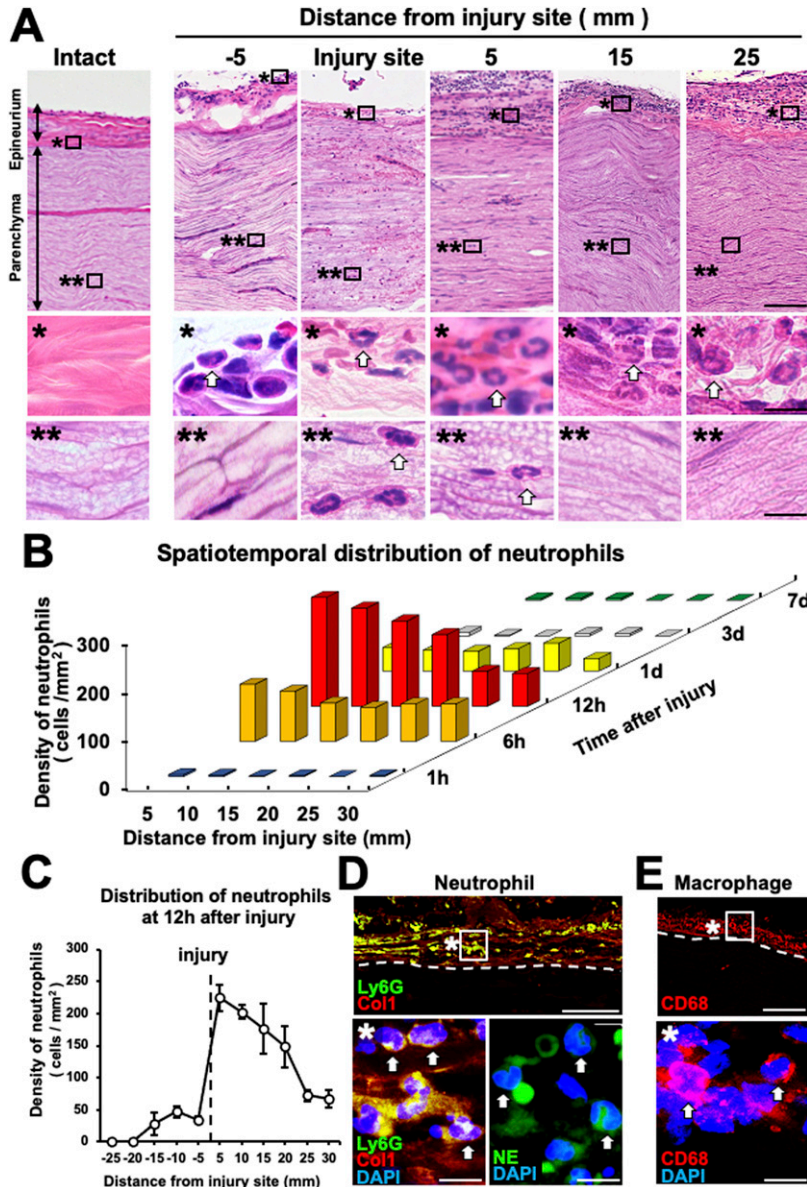 A
Distance from injury site ( mm )
Intact
-5
Injury site
5
15
25
Epineurium
Parenchyma
*
**
*
**
*
**
*
**
*
**
*
**
*
*
*
*
*
*
**
**
**
**
**
**
B
Spatiotemporal distribution of neutrophils
Density of neutrophils
( cells /mm²)
300
200
100
0
5
10
15
20
25
30
Distance from injury site (mm)
1h
6h
12h
1d
3d
7d
Time after injury
C
Distribution of neutrophils
at 12h after injury
injury
Density of neutrophils
( cells / mm²)
300
250
200
150
100
50
0
-25 -20 -15 -10 -5 5 10 15 20 25 30
Distance from injury site (mm)
D
Neutrophil
*
Ly6G
Col1
*
Ly6G
Col1
DAPI
NE
DAPI
E
Macrophage
*
CD68
*
CD68
DAPI